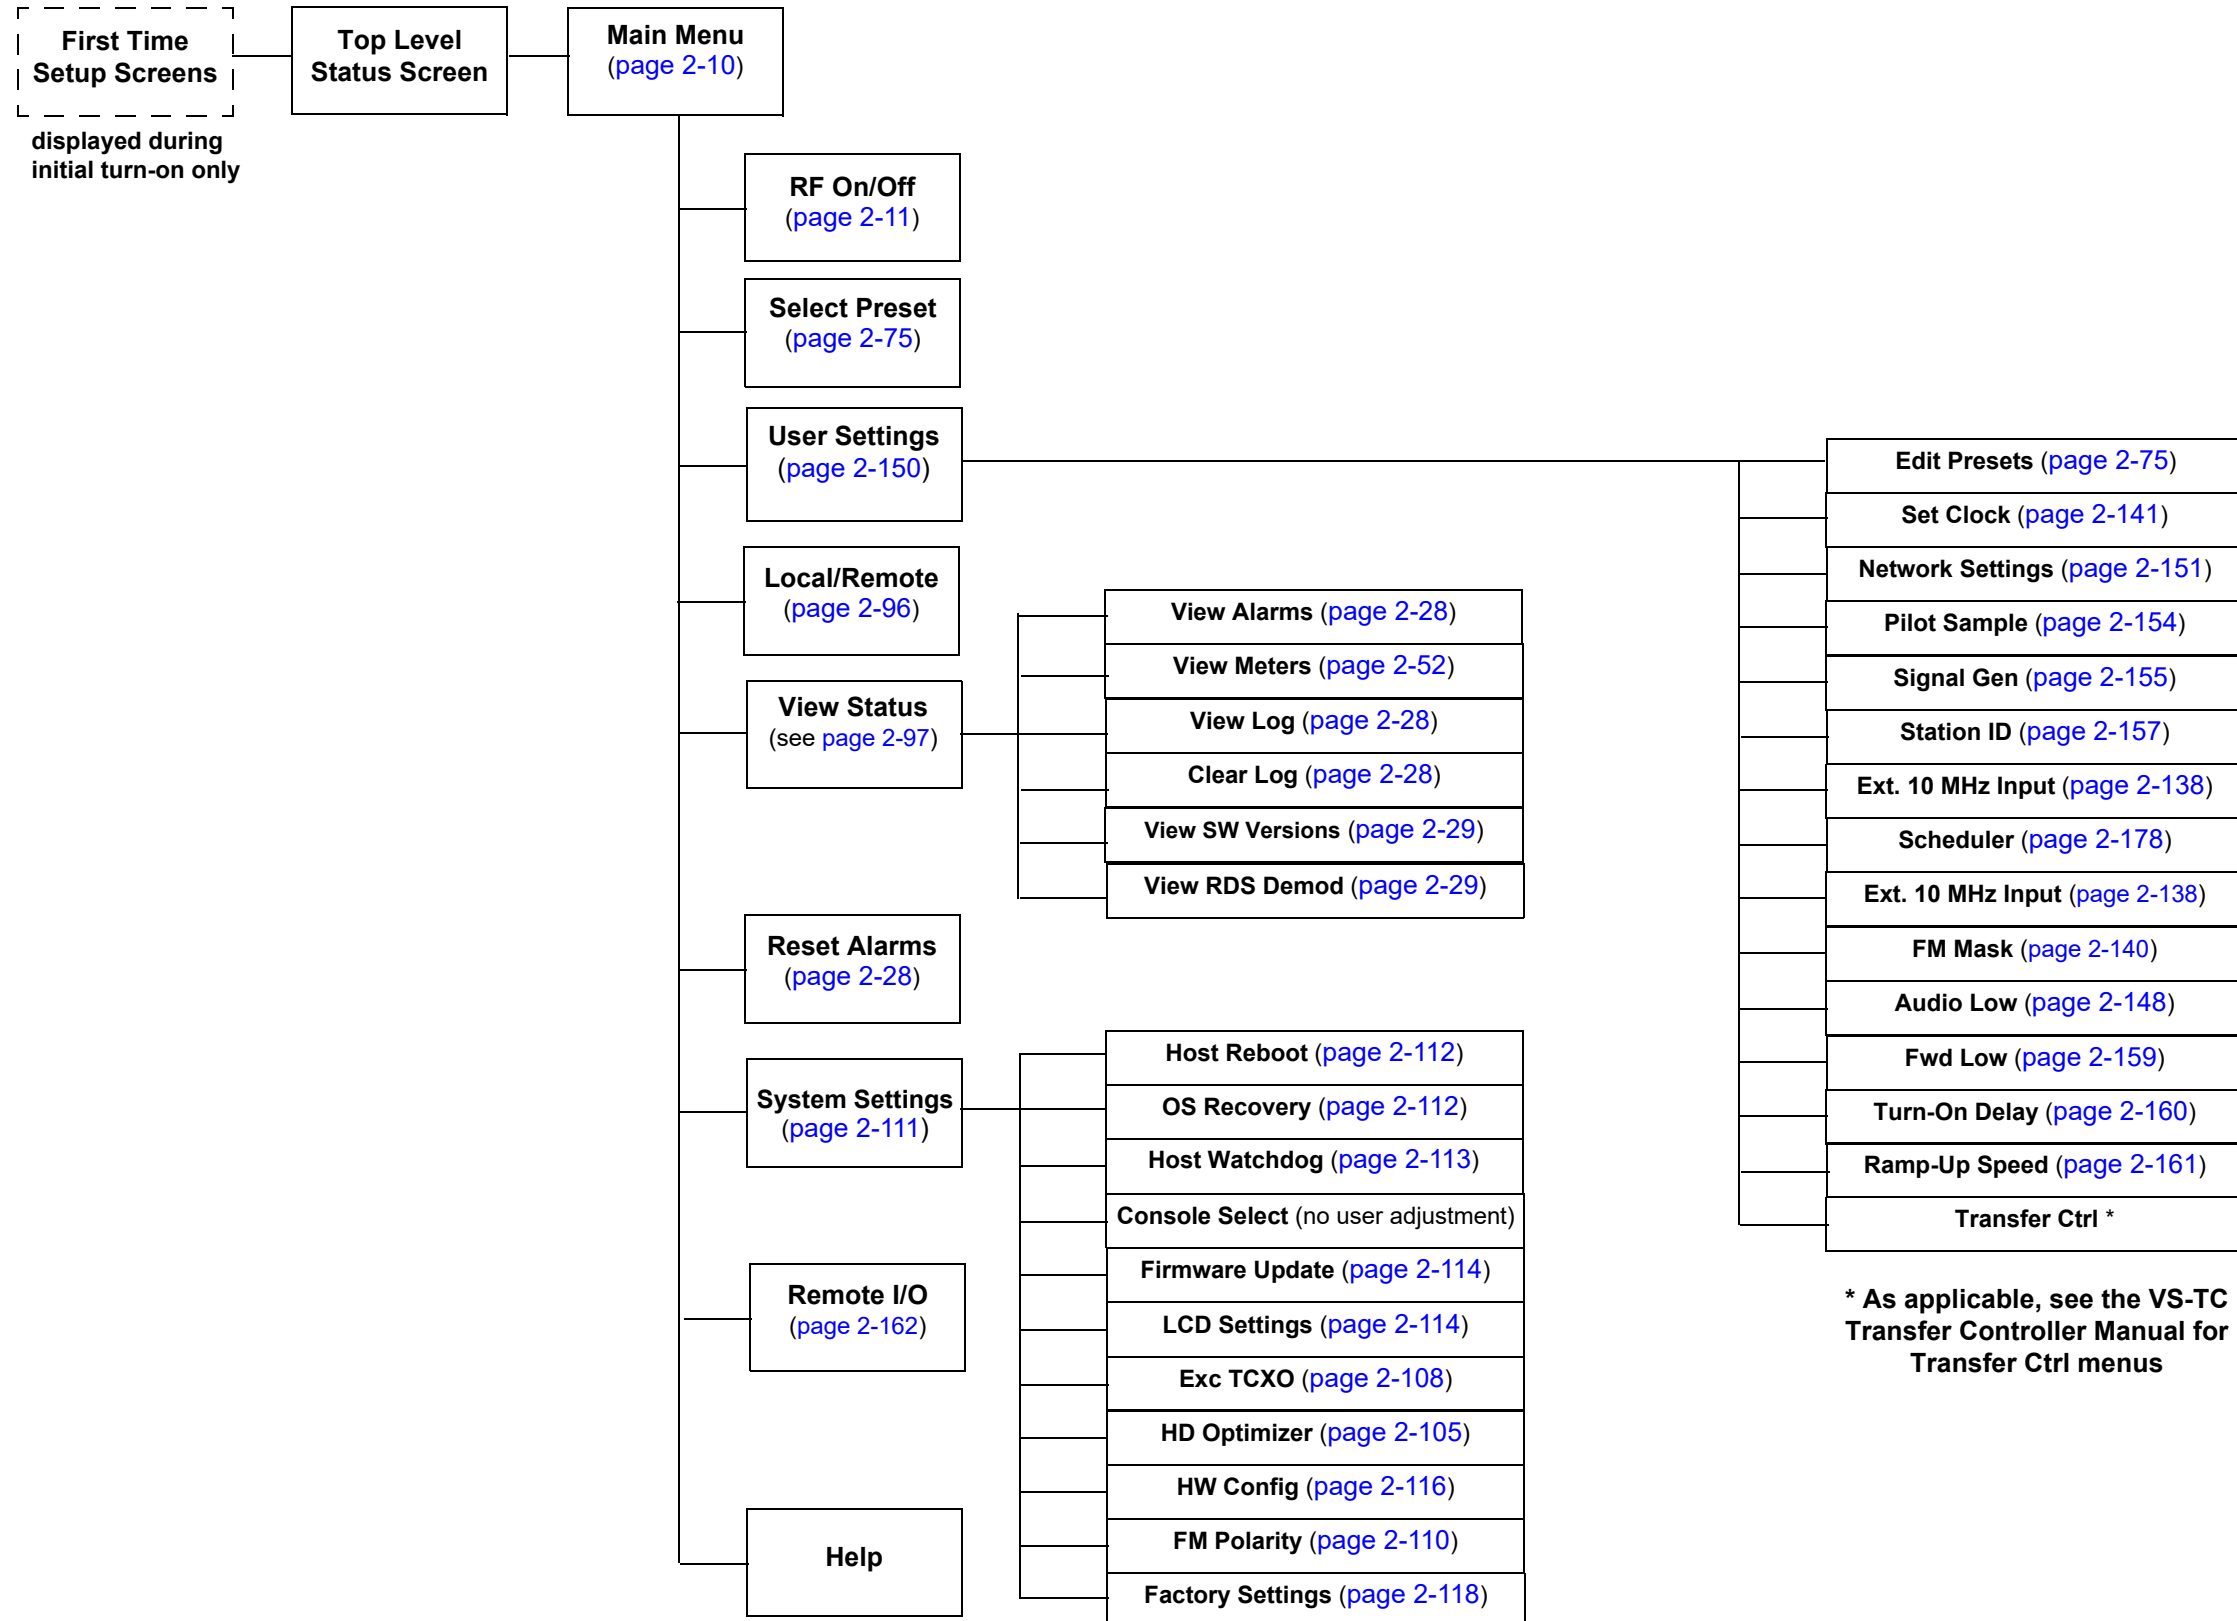 First Time
Setup Screens
displayed during
initial turn-on only
Top Level
Status Screen
Main Menu
(page 2-10)
RF On/Off
(page 2-11)
Select Preset
(page 2-75)
User Settings
(page 2-150)
Local/Remote
(page 2-96)
View Status
(see page 2-97)
Reset Alarms
(page 2-28)
System Settings
(page 2-111)
Remote I/O
(page 2-162)
Help
View Alarms (page 2-28)
View Meters (page 2-52)
View Log (page 2-28)
Clear Log (page 2-28)
View SW Versions (page 2-29)
View RDS Demod (page 2-29)
Host Reboot (page 2-112)
OS Recovery (page 2-112)
Host Watchdog (page 2-113)
Console Select (no user adjustment)
Firmware Update (page 2-114)
LCD Settings (page 2-114)
Exc TCXO (page 2-108)
HD Optimizer (page 2-105)
HW Config (page 2-116)
FM Polarity (page 2-110)
Factory Settings (page 2-118)
Edit Presets (page 2-75)
Set Clock (page 2-141)
Network Settings (page 2-151)
Pilot Sample (page 2-154)
Signal Gen (page 2-155)
Station ID (page 2-157)
Ext. 10 MHz Input (page 2-138)
Scheduler (page 2-178)
Ext. 10 MHz Input (page 2-138)
FM Mask (page 2-140)
Audio Low (page 2-148)
Fwd Low (page 2-159)
Turn-On Delay (page 2-160)
Ramp-Up Speed (page 2-161)
Transfer Ctrl *
* As applicable, see the VS-TC
Transfer Controller Manual for
Transfer Ctrl menus